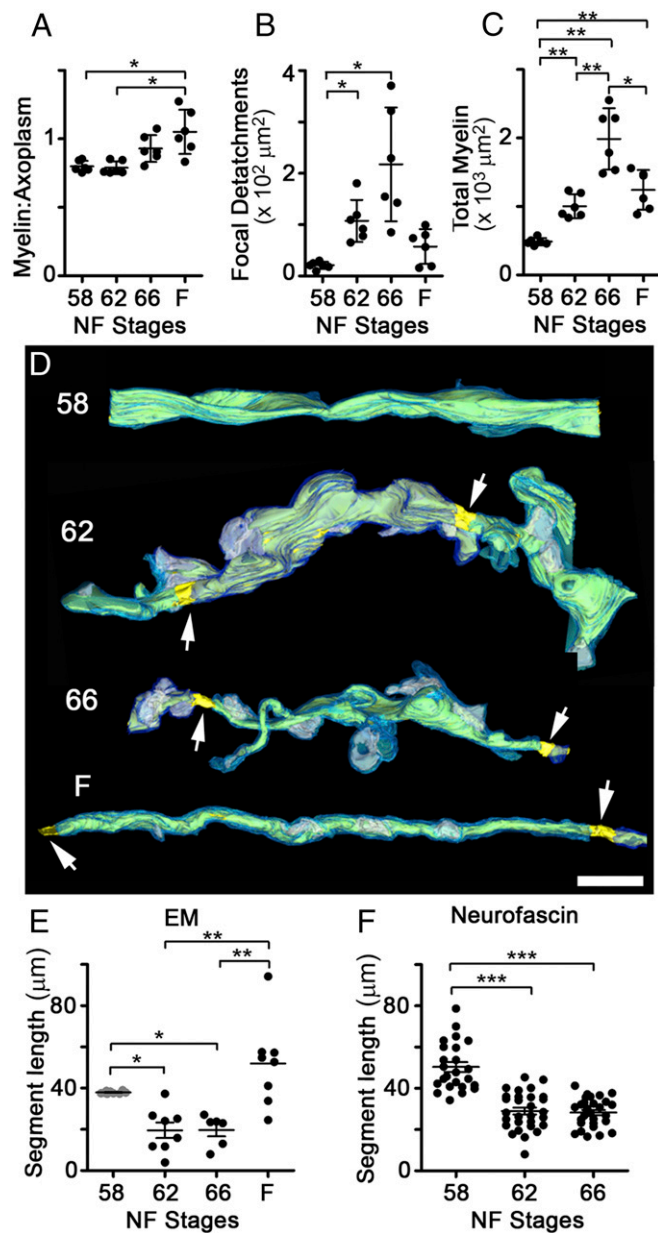 A
B
C
Myelin:Axoplasm
1
0
* 
*
58 62 66 F
NF Stages
Focal Detatchments
(x 10² μm²)
4
2
0
*
*
58 62 66 F
NF Stages
Total Myelin
(x 10³ μm²)
2
1
0
**
**
**
**
*
58 62 66 F
NF Stages
D
58
62
66
F
E
EM
Segment length (μm)
80
40
0
**
**
*
*
58 62 66 F
NF Stages
F
Neurofascin
Segment length (μm)
80
40
0
***
***
58 62 66
NF Stages